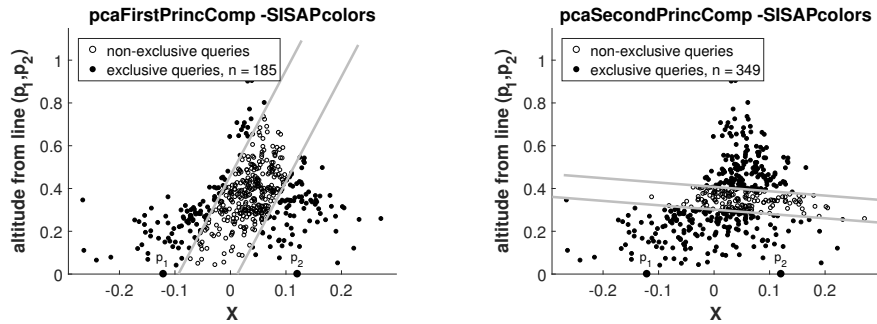 pcaFirstPrincComp -SISAPcolors
non-exclusive queries
exclusive queries, n = 185
altitude from line (p1,p2)
1
0.8
0.6
0.4
0.2
0
p1
p2
-0.2
-0.1
0
0.1
0.2
X
pcaSecondPrincComp -SISAPcolors
non-exclusive queries
exclusive queries, n = 349
altitude from line (p1,p2)
1
0.8
0.6
0.4
0.2
0
p1
p2
-0.2
-0.1
0
0.1
0.2
X